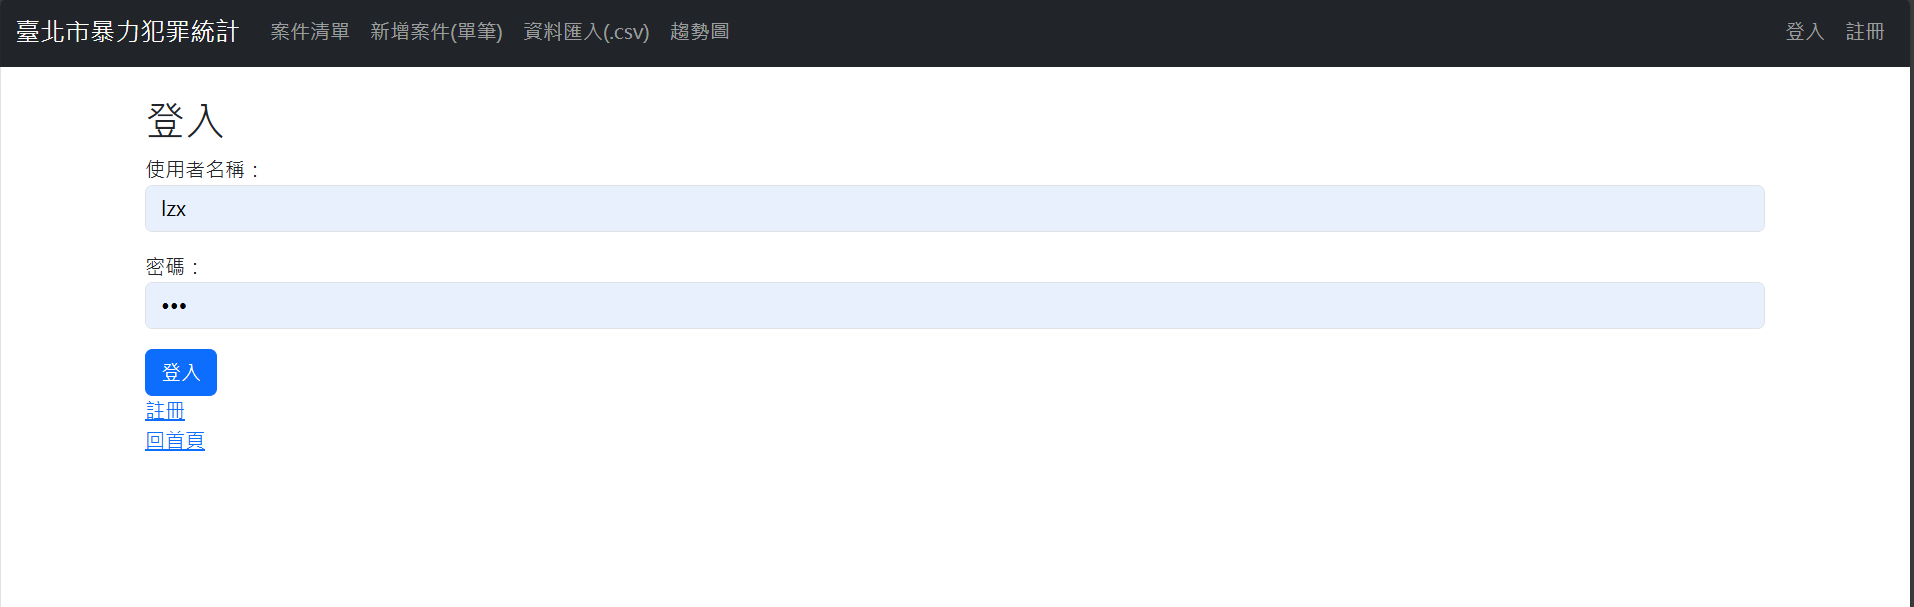 臺北市暴力犯罪統計 案件清單 新增案件(單筆) 資料匯入(.csv) 趨勢圖 登入 註冊
登入
使用者名稱：
lzx
密碼：
•••
登入
註冊
回首頁